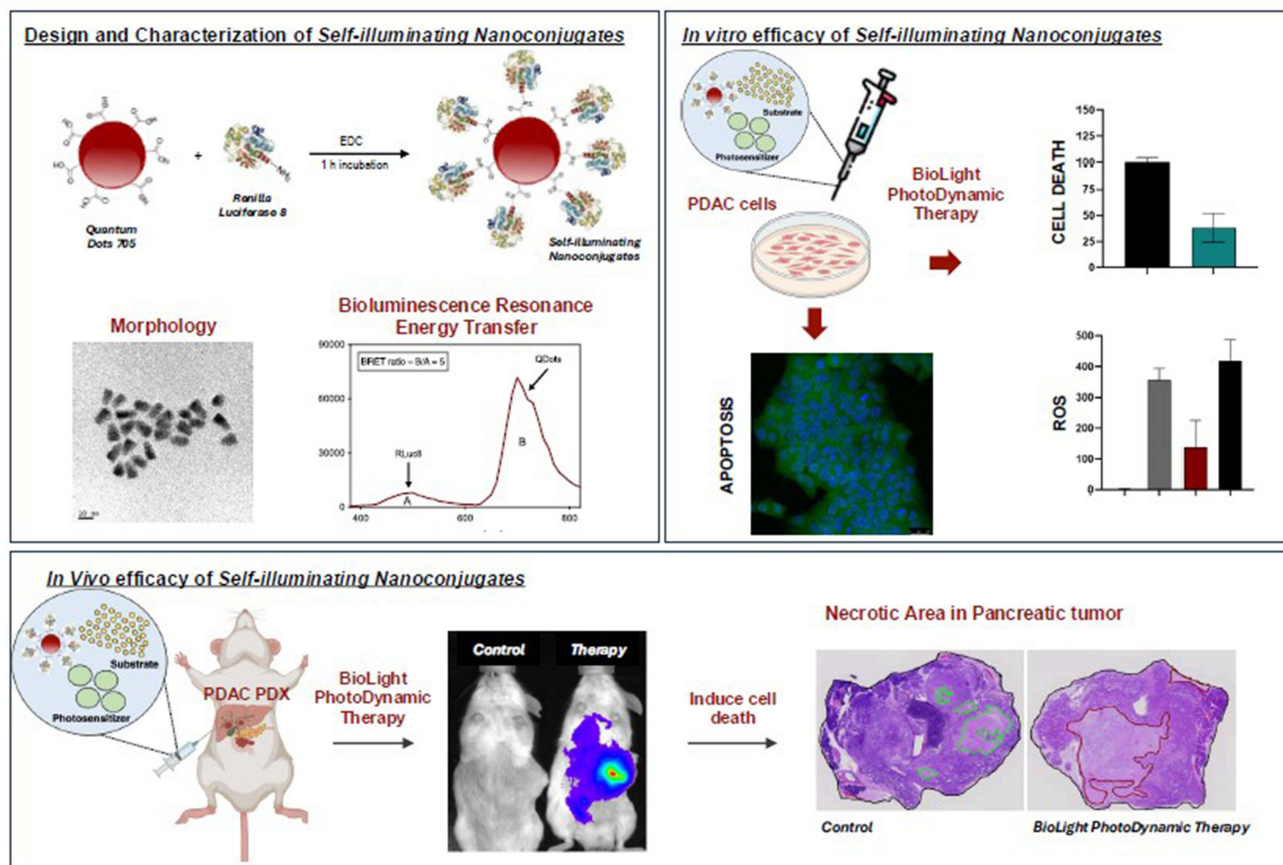 Design and Characterization of Self-illuminating Nanoconjugates
EDC
1 h incubation
+
Quantum
Dots 705
Renilla
Luciferase 8
Self-illuminating
Nanoconjugates
Morphology
Bioluminescence Resonance
Energy Transfer
90000
60000
30000
0
BRET ratio – B/A = 5
QDots
RLuc8
A
B
400
600
800
In vitro efficacy of Self-illuminating Nanoconjugates
Substrate
Photosensitizer
PDAC cells
BioLight
PhotoDynamic
Therapy
CELL DEATH
150
125
100
75
50
25
0
APOPTOSIS
ROS
500
400
300
200
100
0
In Vivo efficacy of Self-illuminating Nanoconjugates
Substrate
Photosensitizer
PDAC PDX
BioLight
PhotoDynamic
Therapy
Control
Therapy
Induce cell
death
Necrotic Area in Pancreatic tumor
Control
BioLight PhotoDynamic Therapy